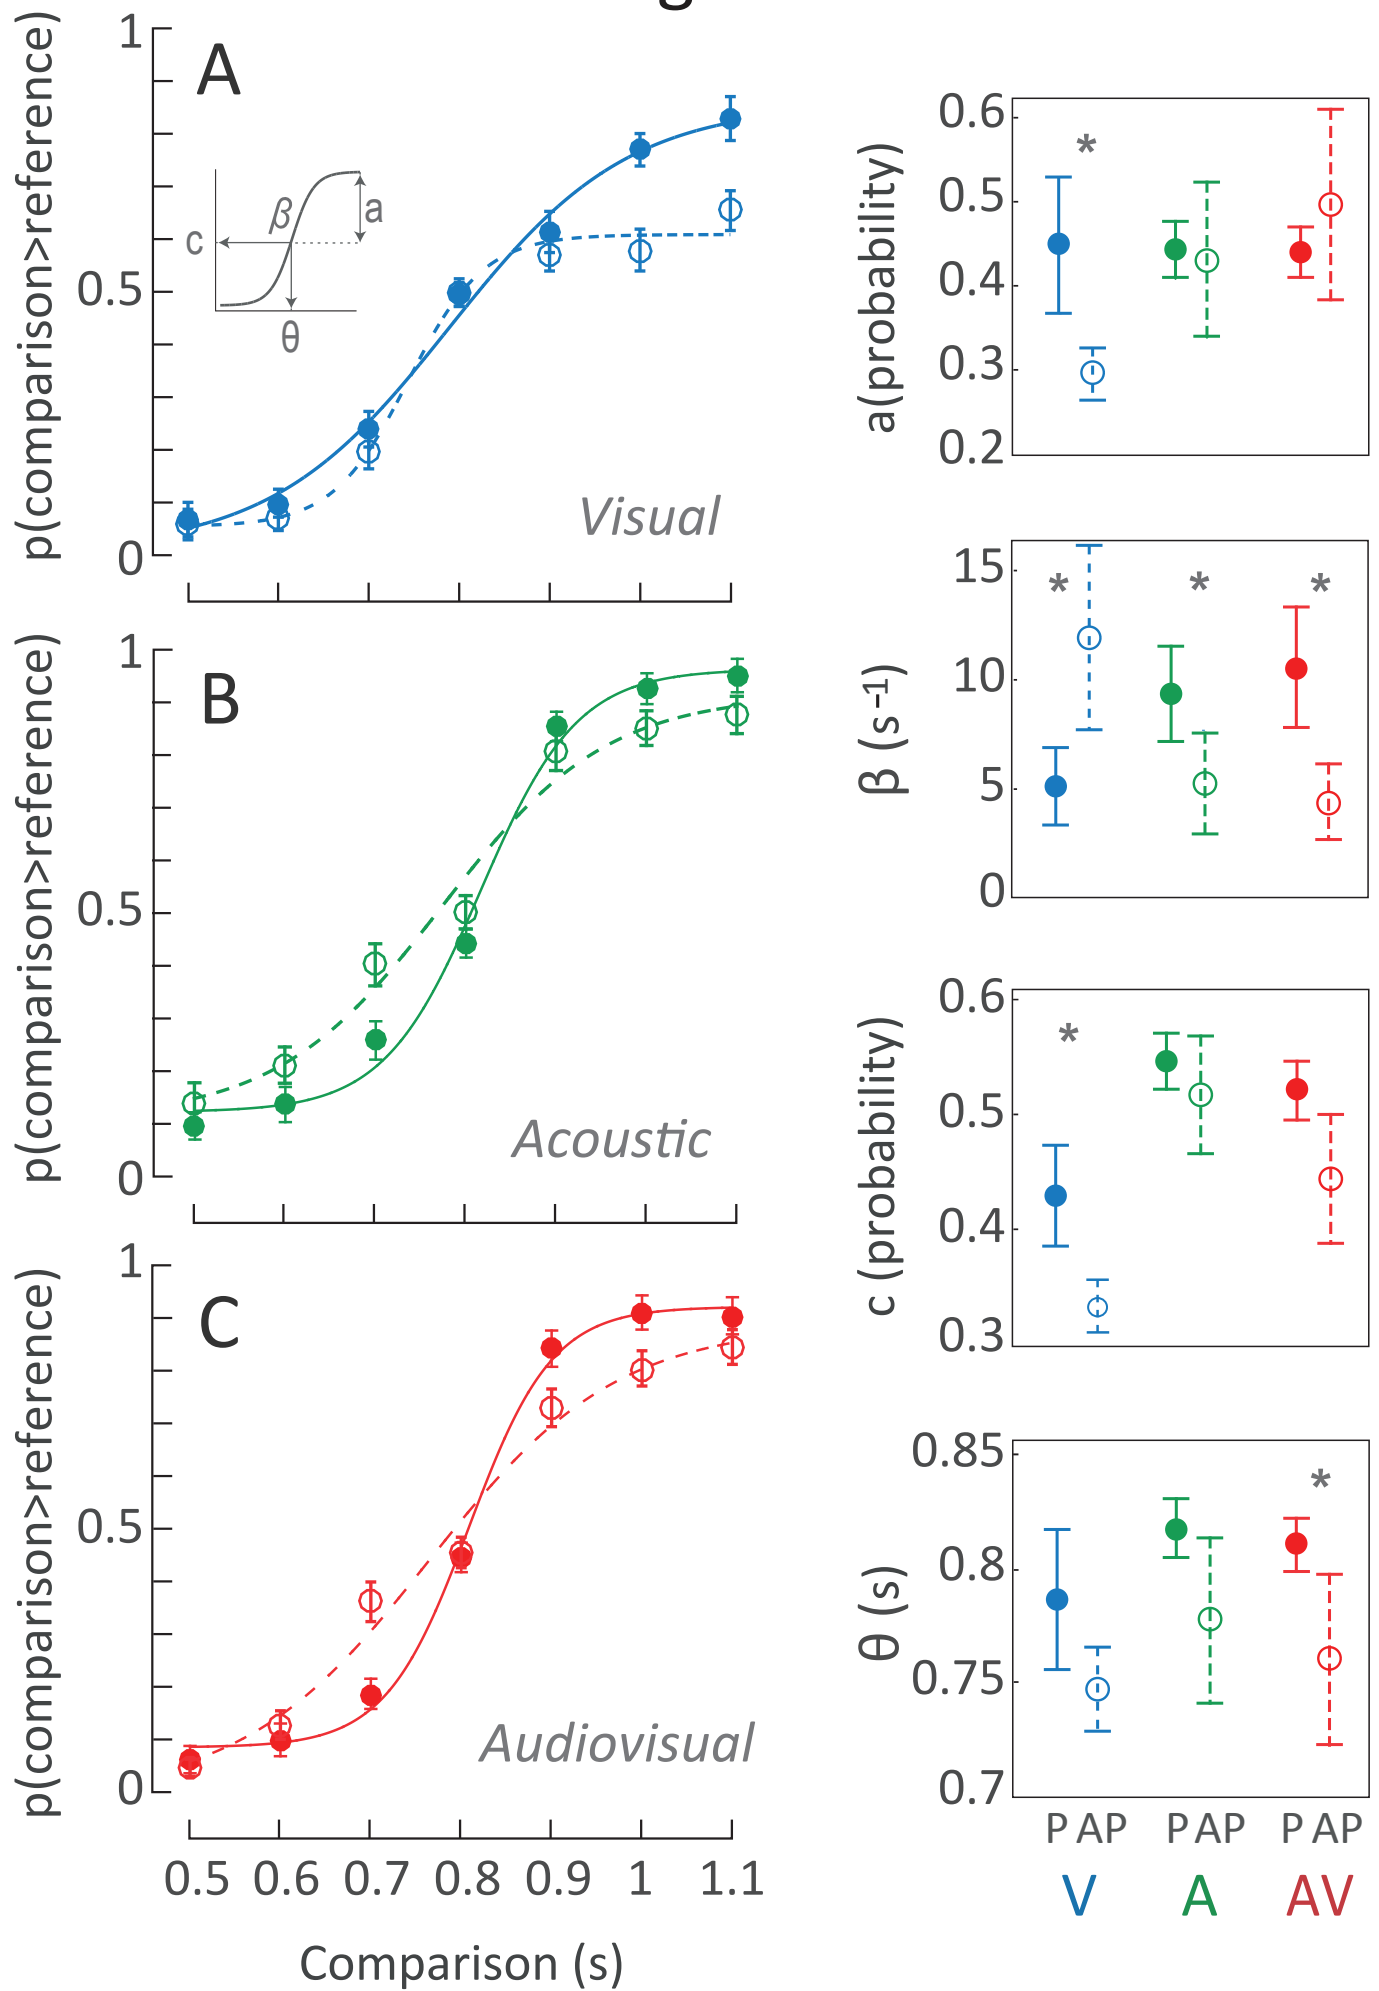 g
A
p(comparison>reference)
1
0.5
0
β
a
c
θ
Visual
B
p(comparison>reference)
1
0.5
0
Acoustic
C
p(comparison>reference)
1
0.5
0
Audiovisual
0.5 0.6 0.7 0.8 0.9 1 1.1
Comparison (s)
a(probability)
0.6
0.5
0.4
0.3
0.2
*
β (s⁻¹)
15
10
5
0
* * *
c (probability)
0.6
0.5
0.4
0.3
*
θ (s)
0.85
0.8
0.75
0.7
*
P AP P AP P AP
V A AV